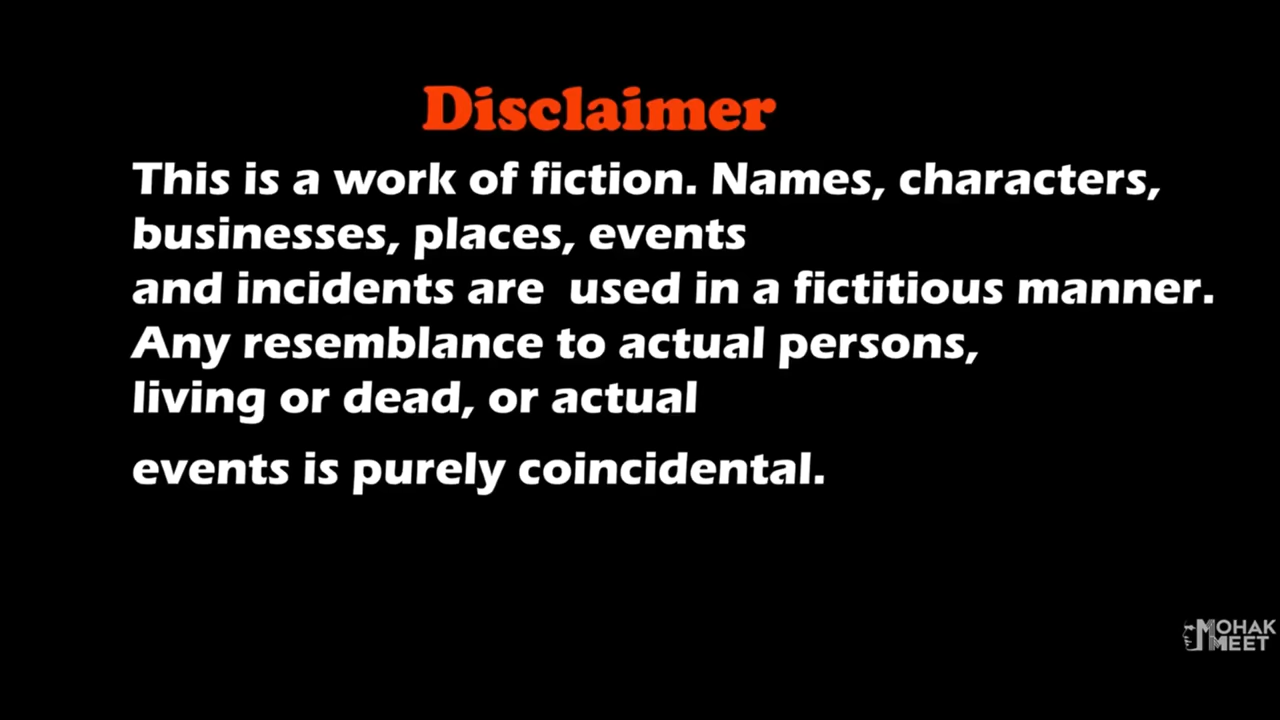 Disclaimer
This is a work of fiction. Names, characters,
businesses, places, events
and incidents are  used in a fictitious manner.
Any resemblance to actual persons,
living or dead, or actual
events is purely coincidental.
MOHAK
MEET